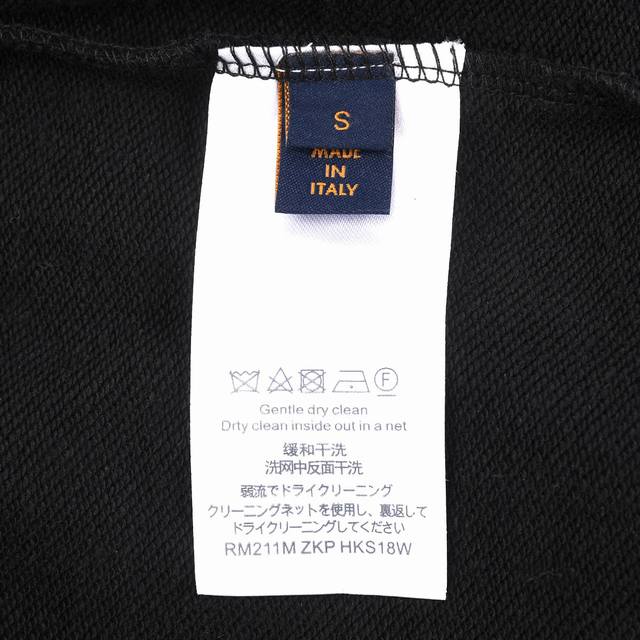 S
MADE
IN
ITALY
F
Gentle dry clean
Drty clean inside out in a net
缓和干洗
洗网中反面干洗
弱流でドライクリーニング
クリーニングネットを使用し、裏返して
ドライクリーニングしてください
RM211M ZKP HKS18W